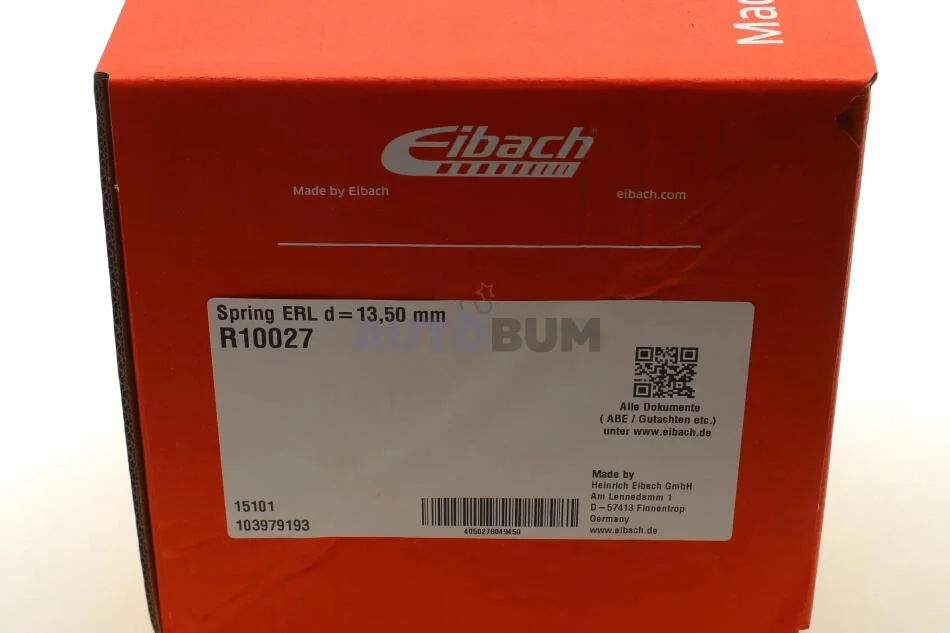 Mad
Eibach
Made by Eibach
eibach.com
Spring ERL d=13,50 mm
R10027
AUTOBUM
Alle Dokumente
( ABE / Gutachten etc.)
unter www.eibach.de
Made by
Heinrich Eibach GmbH
Am Lennedamm 1
D-57413 Finnentrop
Germany
www.eibach.de
15101
103979193
4050276049450